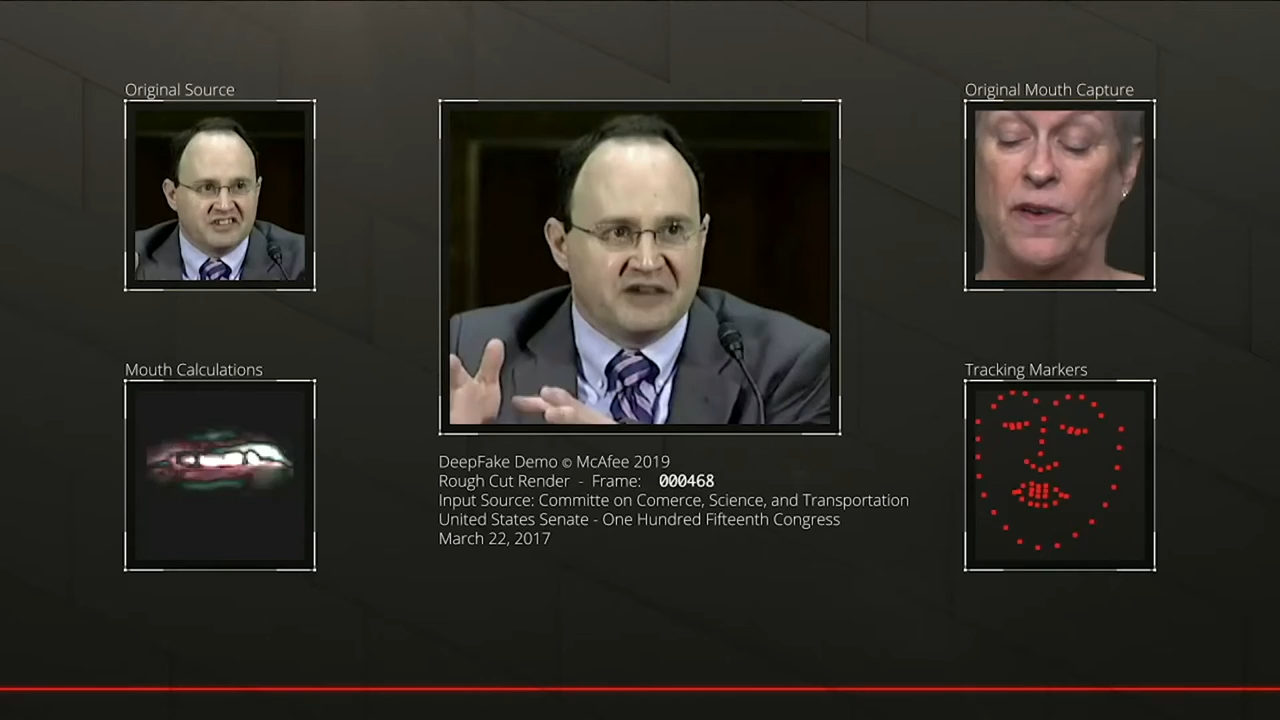 Original Source
Original Mouth Capture
Mouth Calculations
Tracking Markers
DeepFake Demo © McAfee 2019
Rough Cut Render - Frame: 000468
Input Source: Committe on Comerce, Science, and Transportation
United States Senate - One Hundred Fifteenth Congress
March 22, 2017